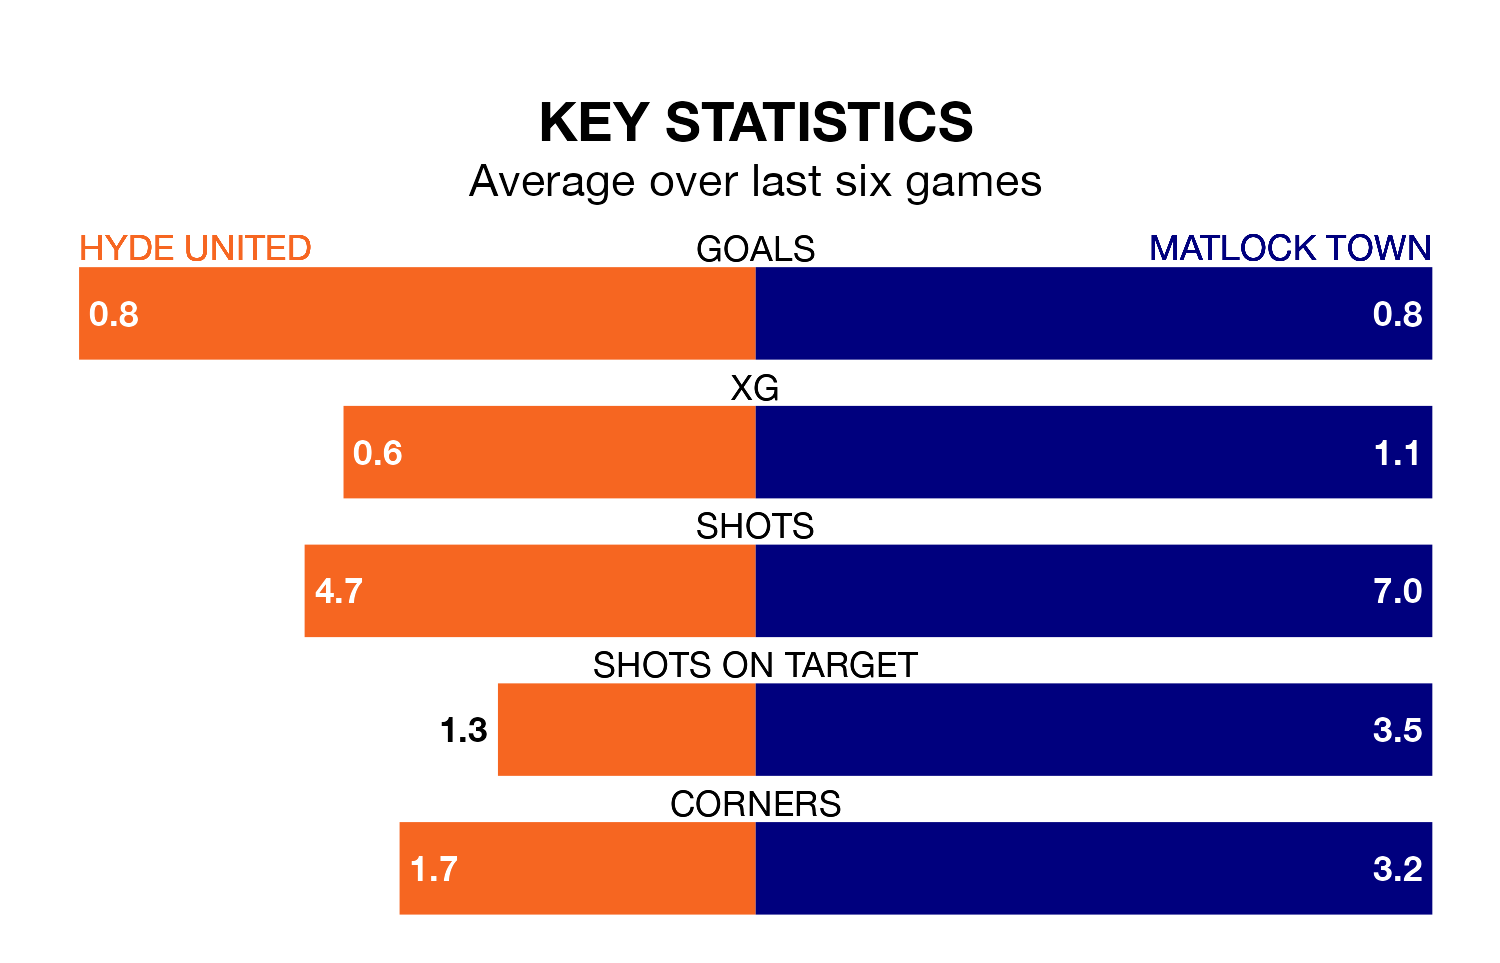 KEY STATISTICS
Average over last six games
HYDE UNITED GOALS MATLOCK TOWN
0.8 0.8
XG
0.6 1.1
SHOTS
4.7 7.0
SHOTS ON TARGET
1.3 3.5
CORNERS
1.7 3.2